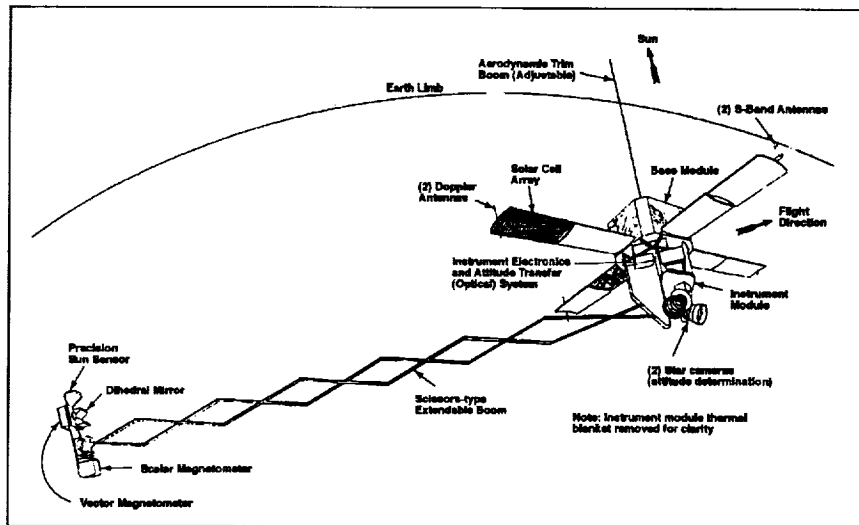 Sun
Aerodynamic Trim
Boom (Adjustable)
Earth Limb
(2) S-Band Antennas
Solar Cell
Array
Base Module
(2) Doppler
Antennas
Flight
Direction
Instrument Electronics
and Attitude Transfer
(Optical) System
Instrument
Module
Precision
Sun Sensor
(2) Star cameras
(attitude determination)
Dihedral Mirror
Scissors-type
Extendable Boom
Note: Instrument module thermal
blanket removed for clarity
Scalar Magnetometer
Vector Magnetometer